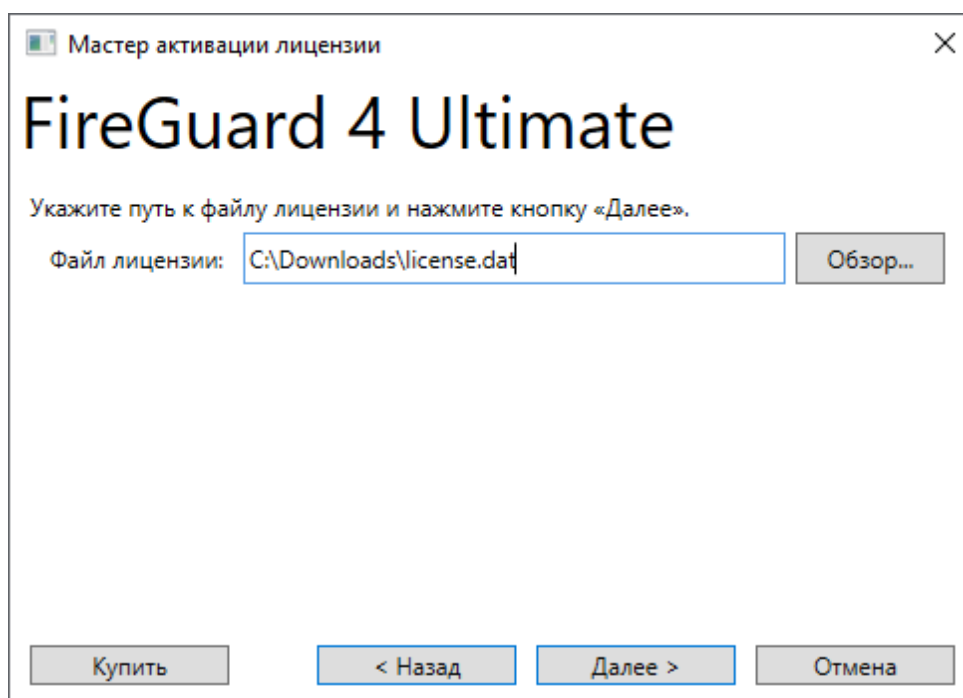 Мастер активации лицензии
FireGuard 4 Ultimate
Укажите путь к файлу лицензии и нажмите кнопку «Далее».
Файл лицензии: C:\Downloads\license.dat Обзор...
Купить < Назад Далее > Отмена